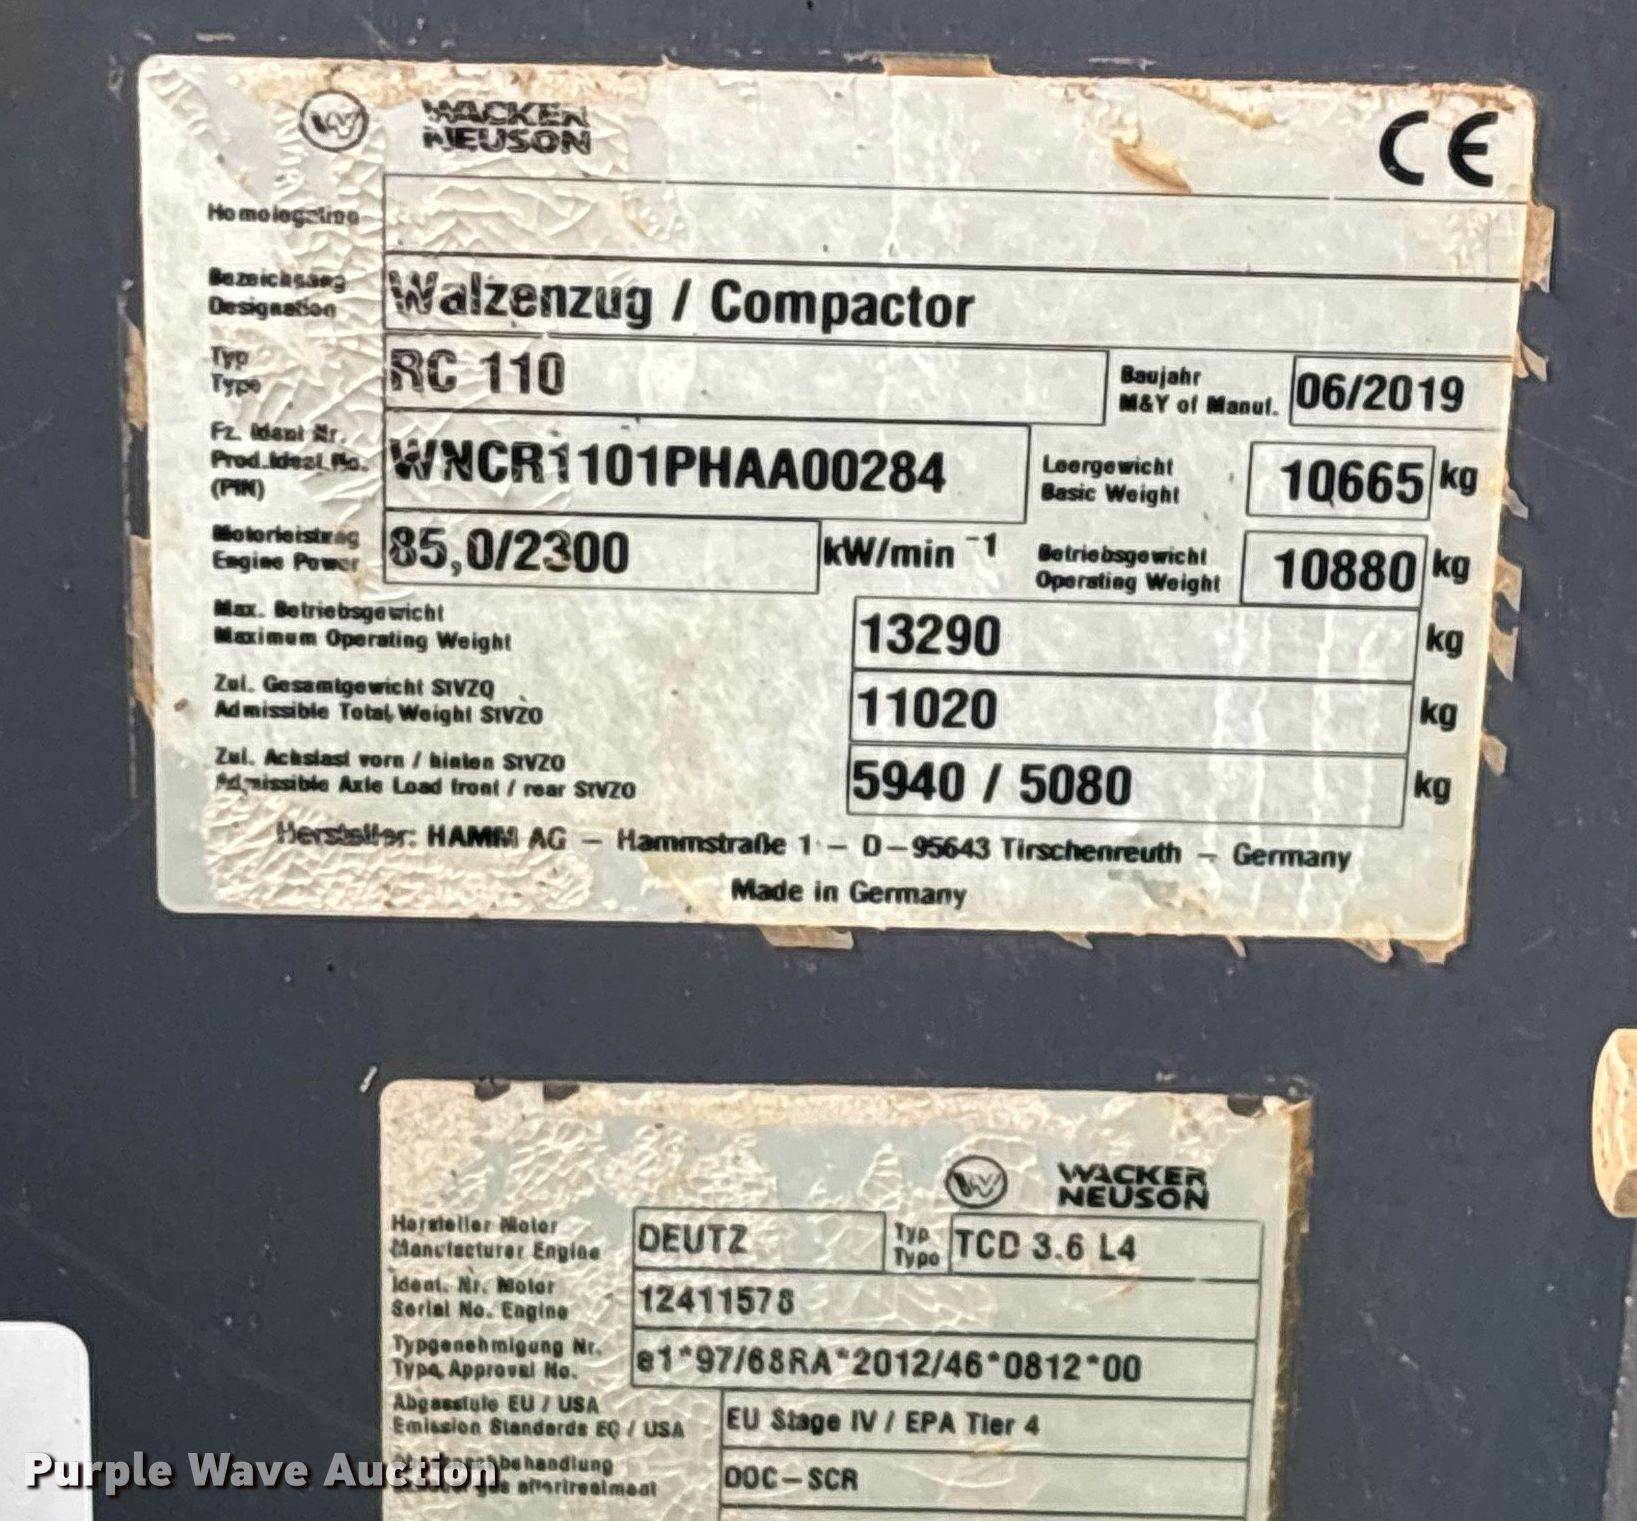 WACKER
NEUSON
CE
Homologation
Bezeichnung
Designation
Walzenzug / Compactor
Typ
Type
RC 110
Baujahr
M&Y of Manuf.
06/2019
Fz. Ident Nr.
Prod.Ident.No.
(PIN)
WNCR1101PHAA00284
Leergewicht
Basic Weight
10665 kg
Motorleistung
Engine Power
85,0/2300 kW/min -1
Betriebsgewicht
Operating Weight
10880 kg
Max. Betriebsgewicht
Maximum Operating Weight
13290 kg
Zul. Gesamtgewicht StVZO
Admissible Total Weight StVZO
11020 kg
Zul. Achslast vorn / hinten StVZO
Admissible Axle Load front / rear StVZO
5940 / 5080 kg
Hersteller: HAMM AG – Hammstraße 1 – D–95643 Tirschenreuth – Germany
Made in Germany
WACKER
NEUSON
Hersteller Motor
Manufacturer Engine
DEUTZ
Typ
Type
TCD 3.6 L4
Ident. Nr. Motor
Serial No. Engine
12411578
Typgenehmigung Nr.
Type Approval No.
e1*97/68RA*2012/46*0812*00
Abgasstufe EU / USA
Emission Standards EC / USA
EU Stage IV / EPA Tier 4
DOC–SCR
Purple Wave Auction